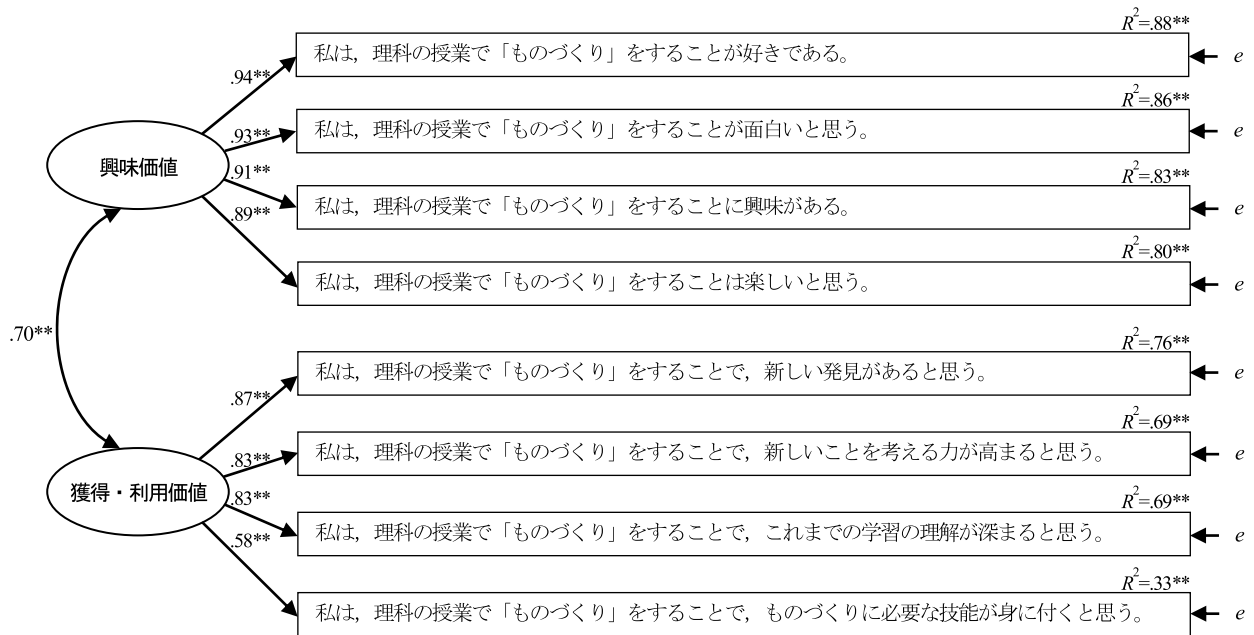 R²=.88**
私は，理科の授業で「ものづくり」をすることが好きである。
e
.94**
R²=.86**
私は，理科の授業で「ものづくり」をすることが面白いと思う。
e
.93**
興味価値
R²=.83**
私は，理科の授業で「ものづくり」をすることに興味がある。
e
.91**
R²=.80**
私は，理科の授業で「ものづくり」をすることは楽しいと思う。
e
.89**
.70**
R²=.76**
私は，理科の授業で「ものづくり」をすることで，新しい発見があると思う。
e
.87**
R²=.69**
私は，理科の授業で「ものづくり」をすることで，新しいことを考える力が高まると思う。
e
.83**
獲得・利用価値
R²=.69**
私は，理科の授業で「ものづくり」をすることで，これまでの学習の理解が深まると思う。
e
.83**
R²=.33**
私は，理科の授業で「ものづくり」をすることで，ものづくりに必要な技能が身に付くと思う。
e
.58**